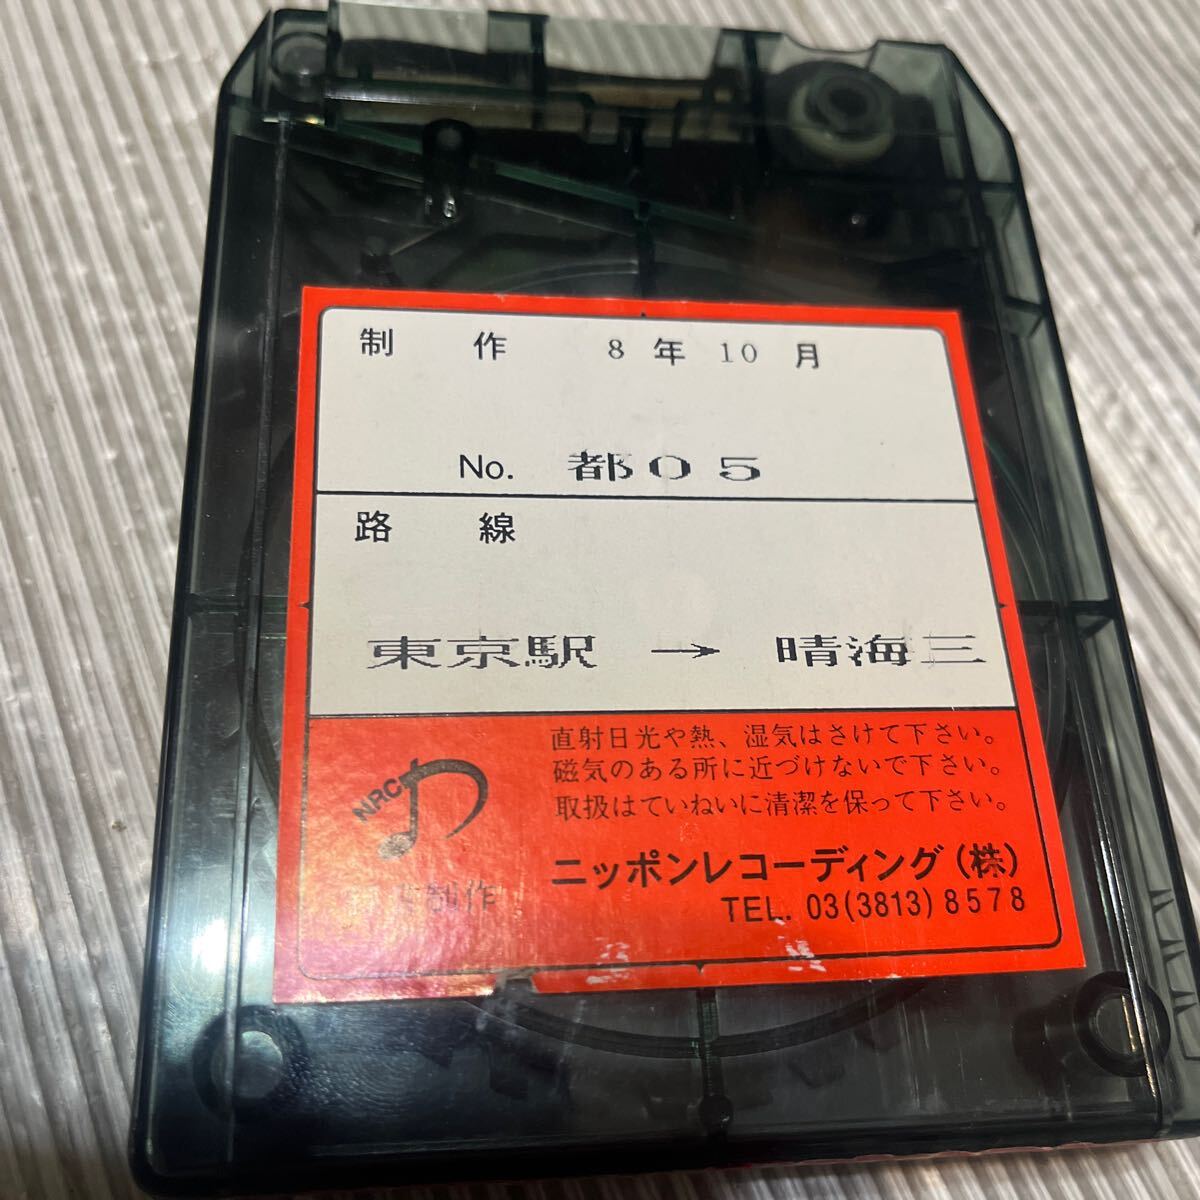 制作 8年10月
No. 都05
路線
東京駅 → 晴海三
直射日光や熱、湿気はさけて下さい。
磁気のある所に近づけないで下さい。
取扱はていねいに清潔を保って下さい。
NRC
ニッポンレコーディング(株)
TEL. 03(3813)8578
制作